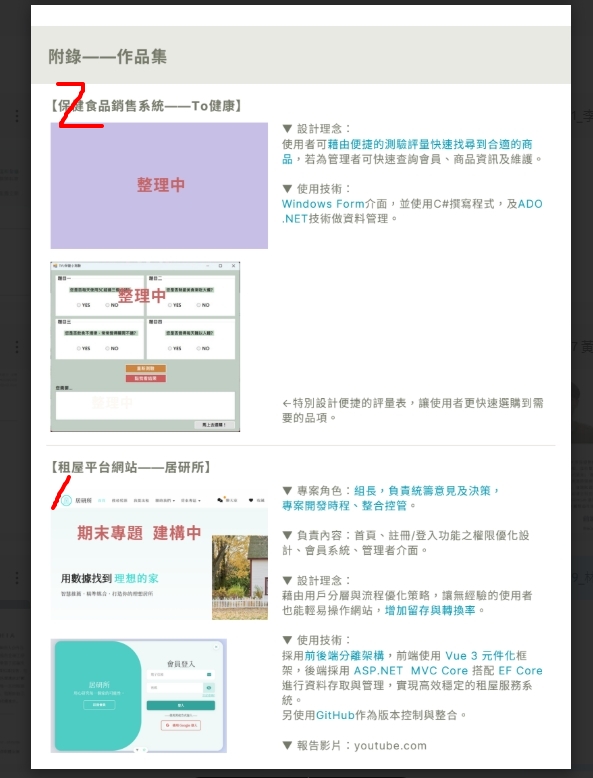 附錄——作品集
【保健食品銷售系統——To健康】
2
整理中
▼ 設計理念：
使用者可藉由便捷的測驗評量快速找尋到合適的商
品，若為管理者可快速查詢會員、商品資訊及維護。
▼ 使用技術：
Windows Form介面，並使用C#撰寫程式，及ADO
.NET技術做資料管理。
題目一
題目二
整理中
YES
NO
YES
NO
題目三
題目四
YES
NO
YES
NO
整理中
馬上去選購！
←特別設計便捷的評量表，讓使用者更快速選購到需
要的品項。
【租屋平台網站——居研所】
1
居研所
期末專題 建構中
用數據找到 理想的家
▼ 專案角色：組長，負責統籌意見及決策，
專案開發時程、整合控管。
▼ 負責內容：首頁、註冊/登入功能之權限優化設
計、會員系統、管理者介面。
▼ 設計理念：
藉由用戶分層與流程優化策略，讓無經驗的使用者
也能輕易操作網站，增加留存與轉換率。
居研所
會員登入
登入
▼ 使用技術：
採用前後端分離架構，前端使用 Vue 3 元件化框
架，後端採用 ASP.NET MVC Core 搭配 EF Core
進行資料存取與管理，實現高效穩定的租屋服務系
統。
另使用GitHub作為版本控制與整合。
▼ 報告影片：youtube.com